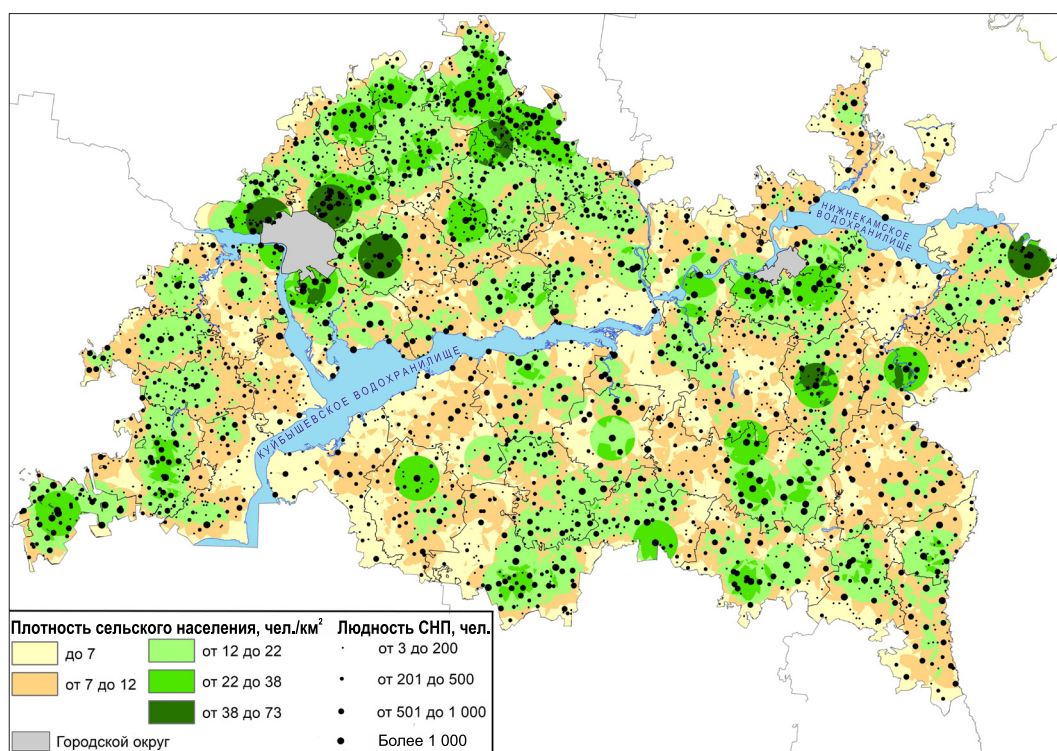 НИЖНЕКАМСКОЕ
ВОДОХРАНИЛИЩЕ
КУЙБЫШЕВСКОЕ ВОДОХРАНИЛИЩЕ
Плотность сельского населения, чел./км²
до 7
от 7 до 12
от 12 до 22
от 22 до 38
от 38 до 73
Городской округ
Людность СНП, чел.
от 3 до 200
от 201 до 500
от 501 до 1 000
Более 1 000